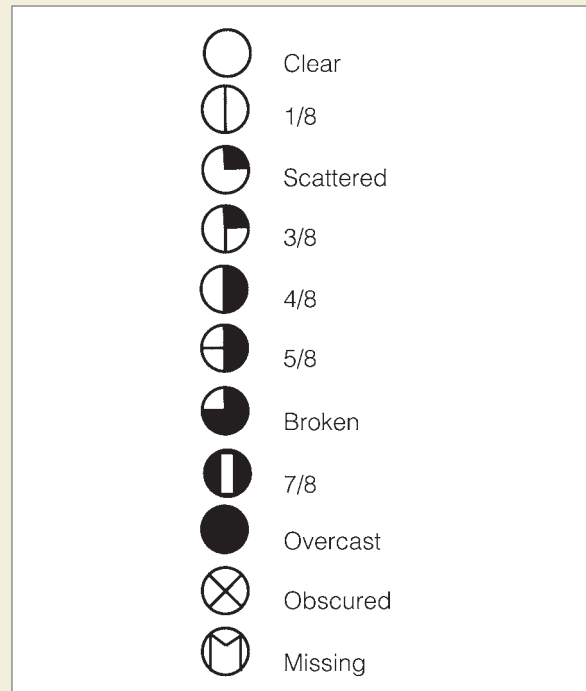 Clear
1/8
Scattered
3/8
4/8
5/8
Broken
7/8
Overcast
Obscured
Missing